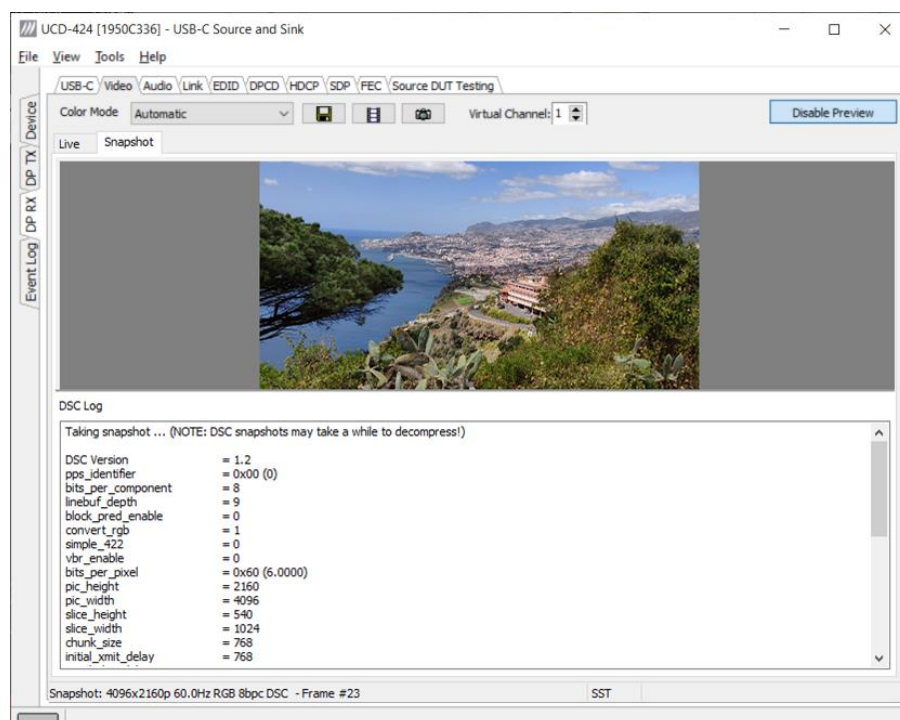 UCD-424 [1950C336] - USB-C Source and Sink
File View Tools Help
USB-C Video Audio Link EDID DPCD HDCP SDP FEC Source DUT Testing
Color Mode Automatic Virtual Channel: 1 Disable Preview
Live Snapshot
Device
DP TX
DP RX
Event Log
DSC Log
Taking snapshot ... (NOTE: DSC snapshots may take a while to decompress!)
DSC Version = 1.2
pps_identifier = 0x00 (0)
bits_per_component = 8
linebuf_depth = 9
block_pred_enable = 0
convert_rgb = 1
simple_422 = 0
vbr_enable = 0
bits_per_pixel = 0x60 (6.0000)
pic_height = 2160
pic_width = 4096
slice_height = 540
slice_width = 1024
chunk_size = 768
initial_xmit_delay = 768
Snapshot: 4096x2160p 60.0Hz RGB 8bpc DSC - Frame #23 SST